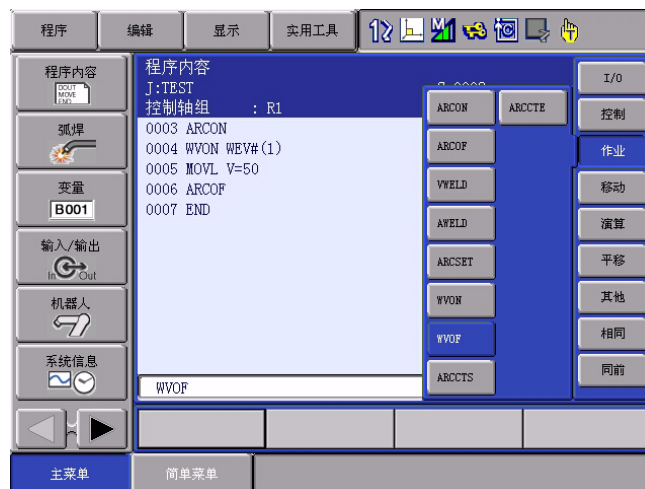 程序
编辑
显示
实用工具
程序内容
DOUT
MOVE
END
弧焊
变量
B001
输入/输出
In Out
机器人
系统信息
程序内容
J:TEST
控制轴组 : R1
0003 ARCON
0004 WVON WEV#(1)
0005 MOVL V=50
0006 ARCOF
0007 END
WVOF
ARCON
ARCCTE
ARCOF
VWELD
AWELD
ARCSET
WVON
WVOF
ARCCTS
I/O
控制
作业
移动
演算
平移
其他
相同
同前
主菜单
简单菜单